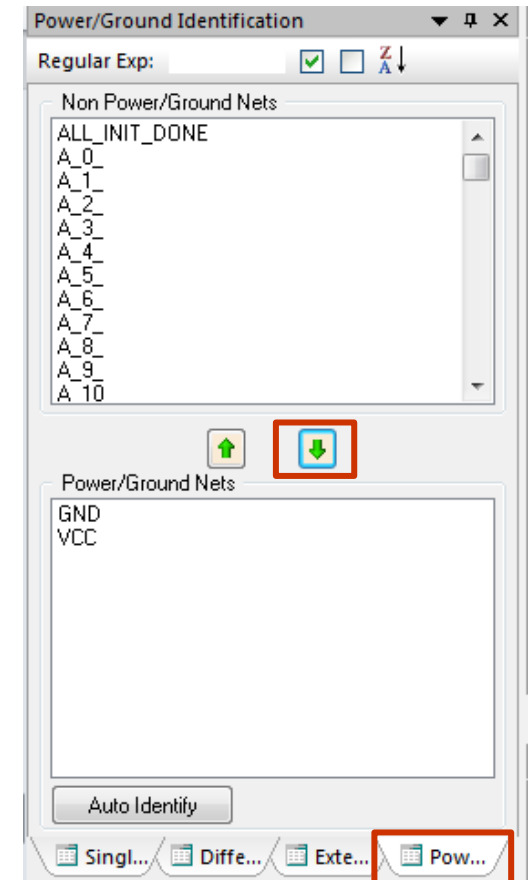 Power/Ground Identification
Regular Exp:
Z
A
Non Power/Ground Nets
ALL_INIT_DONE
A_0_
A_1_
A_2_
A_3_
A_4_
A_5_
A_6_
A_7_
A_8_
A_9_
A_10
Power/Ground Nets
GND
VCC
Auto Identify
Singl... Diffe... Exte... Pow...